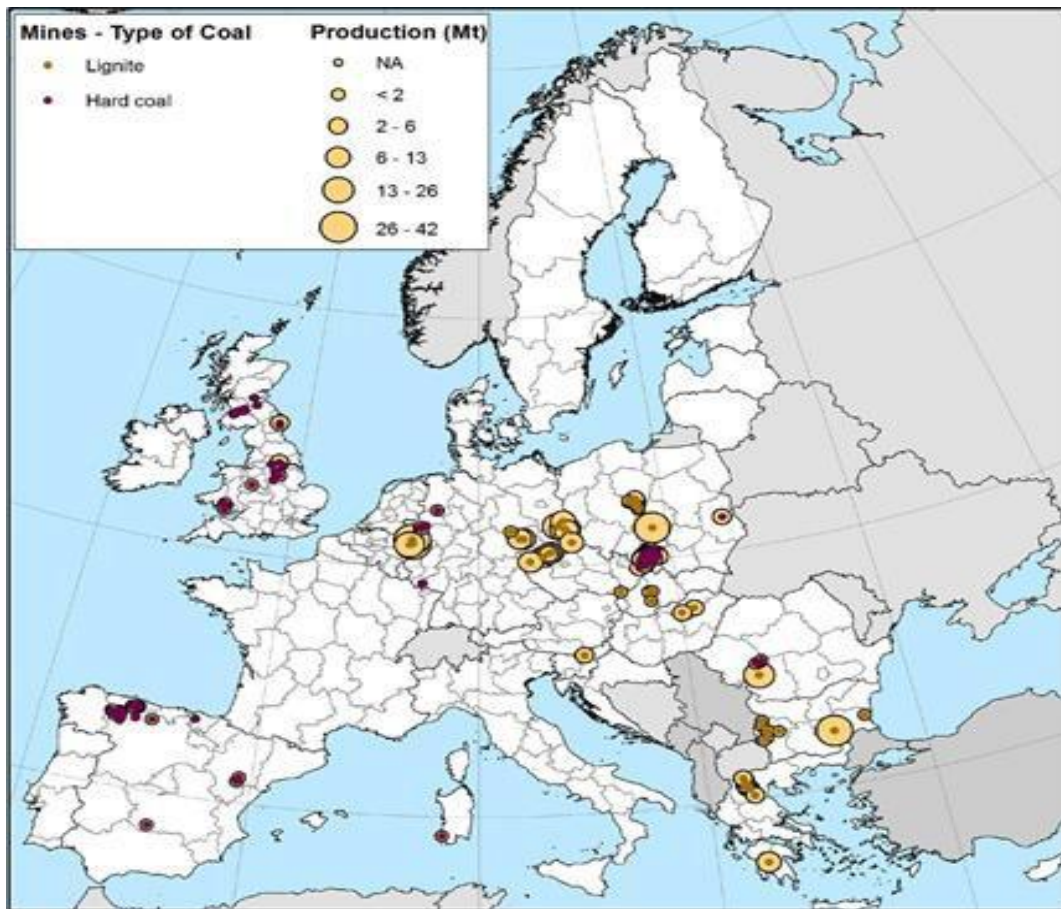 Mines - Type of Coal
Lignite
Hard coal
Production (Mt)
NA
< 2
2 - 6
6 - 13
13 - 26
26 - 42